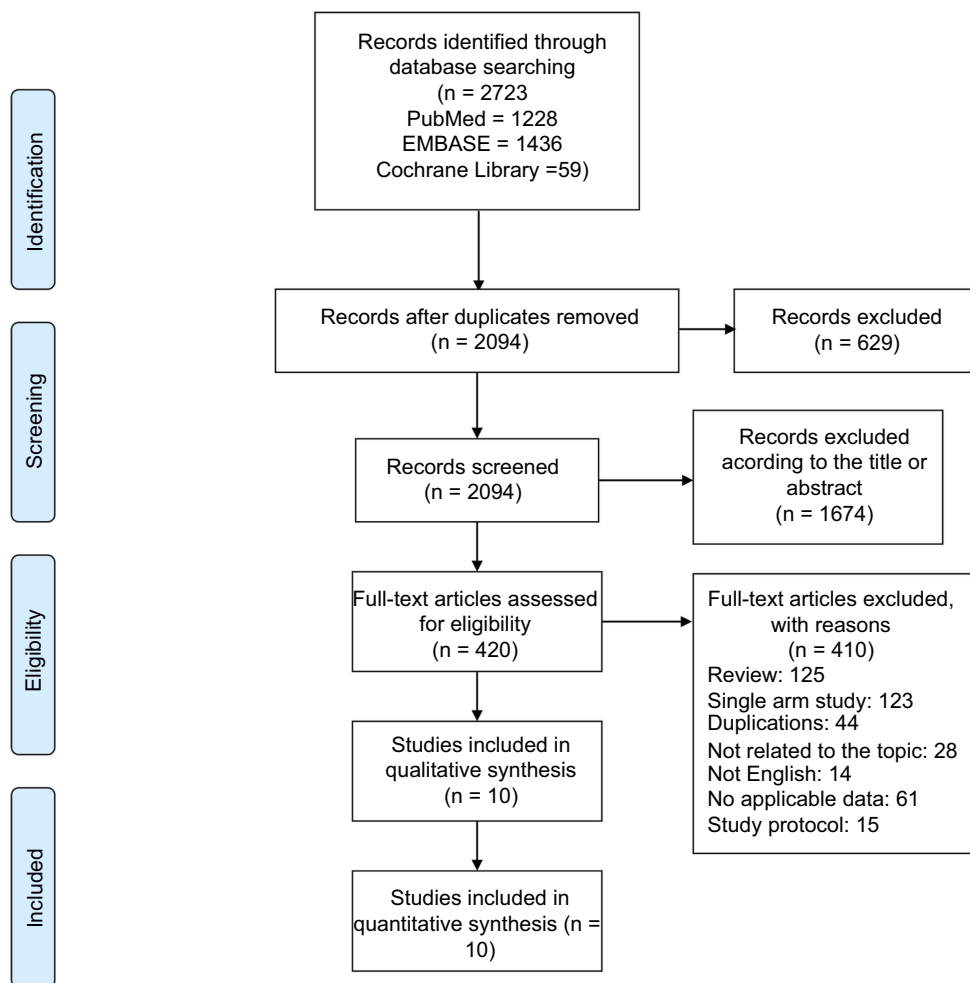 Identification
Records identified through
database searching
(n = 2723
PubMed = 1228
EMBASE = 1436
Cochrane Library =59)
Screening
Records after duplicates removed
(n = 2094)
Records excluded
(n = 629)
Records screened
(n = 2094)
Records excluded
acording to the title or
abstract
(n = 1674)
Eligibility
Full-text articles assessed
for eligibility
(n = 420)
Full-text articles excluded,
with reasons
(n = 410)
Review: 125
Single arm study: 123
Duplications: 44
Not related to the topic: 28
Not English: 14
No applicable data: 61
Study protocol: 15
Studies included in
qualitative synthesis
(n = 10)
Included
Studies included in
quantitative synthesis (n =
10)